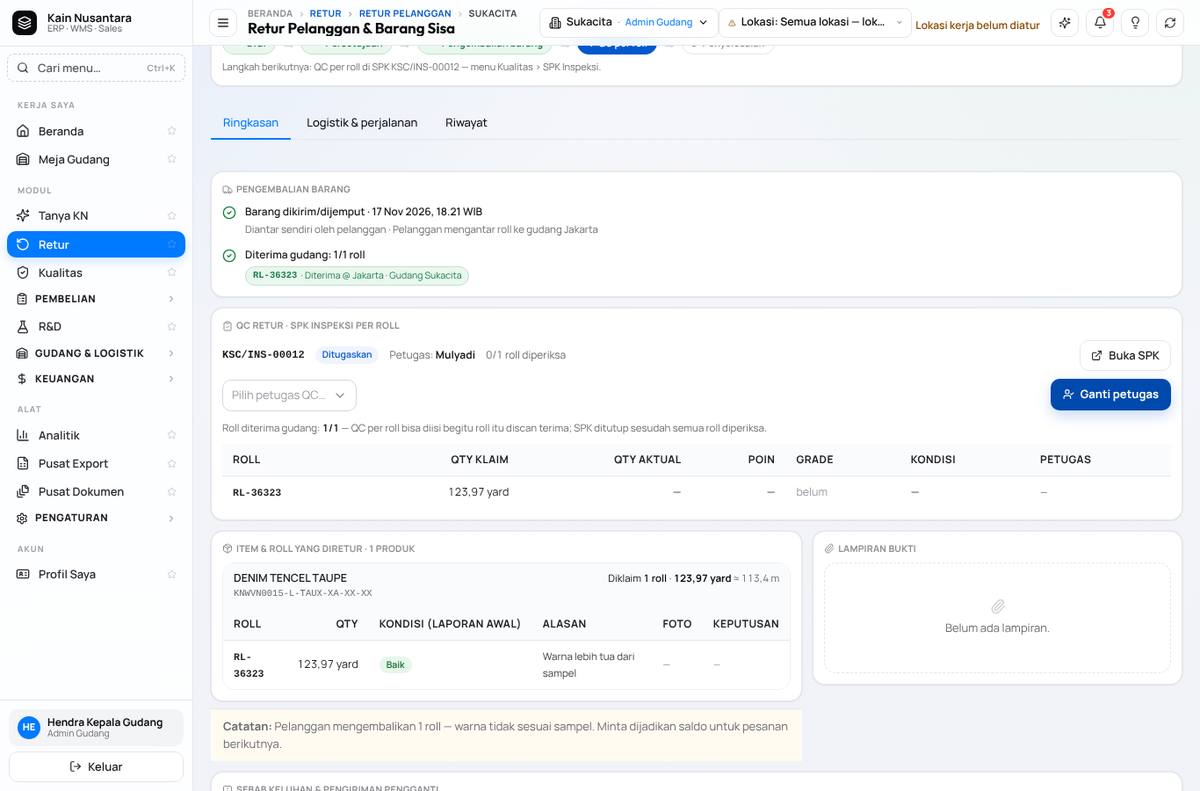 Kain Nusantara
ERP · WMS · Sales
Cari menu... Ctrl+K
KERJA SAYA
Beranda
Meja Gudang
MODUL
Tanya KN
Retur
Kualitas
PEMBELIAN
R&D
GUDANG & LOGISTIK
KEUANGAN
ALAT
Analitik
Pusat Export
Pusat Dokumen
PENGATURAN
AKUN
Profil Saya
HE Hendra Kepala Gudang
Admin Gudang
Keluar
BERANDA > RETUR > RETUR PELANGGAN > SUKACITA
Retur Pelanggan & Barang Sisa
Sukacita · Admin Gudang
Lokasi: Semua lokasi — lok...
Lokasi kerja belum diatur
3
Langkah berikutnya: QC per roll di SPK KSC/INS-00012 — menu Kualitas > SPK Inspeksi.
Ringkasan Logistik & perjalanan Riwayat
PENGEMBALIAN BARANG
Barang dikirim/dijemput · 17 Nov 2026, 18.21 WIB
Diantar sendiri oleh pelanggan · Pelanggan mengantar roll ke gudang Jakarta
Diterima gudang: 1/1 roll
RL-36323 · Diterima @ Jakarta · Gudang Sukacita
QC RETUR · SPK INSPEKSI PER ROLL
KSC/INS-00012 Ditugaskan Petugas: Mulyadi 0/1 roll diperiksa
Buka SPK
Pilih petugas QC...
Ganti petugas
Roll diterima gudang: 1/1 — QC per roll bisa diisi begitu roll itu discan terima; SPK ditutup sesudah semua roll diperiksa.
ROLL QTY KLAIM QTY AKTUAL POIN GRADE KONDISI PETUGAS
RL-36323 123,97 yard — — belum — —
ITEM & ROLL YANG DIRETUR · 1 PRODUK
DENIM TENCEL TAUPE
Diklaim 1 roll · 123,97 yard ≈ 113,4 m
KNWVN0015-L-TAUX-XA-XX-XX
ROLL QTY KONDISI (LAPORAN AWAL) ALASAN FOTO KEPUTUSAN
RL-36323 123,97 yard Baik Warna lebih tua dari sampel — —
LAMPIRAN BUKTI
Belum ada lampiran.
Catatan: Pelanggan mengembalikan 1 roll — warna tidak sesuai sampel. Minta dijadikan saldo untuk pesanan
berikutnya.
SEBAB KELUHAN & PENGIRIMAN PENGGANTI